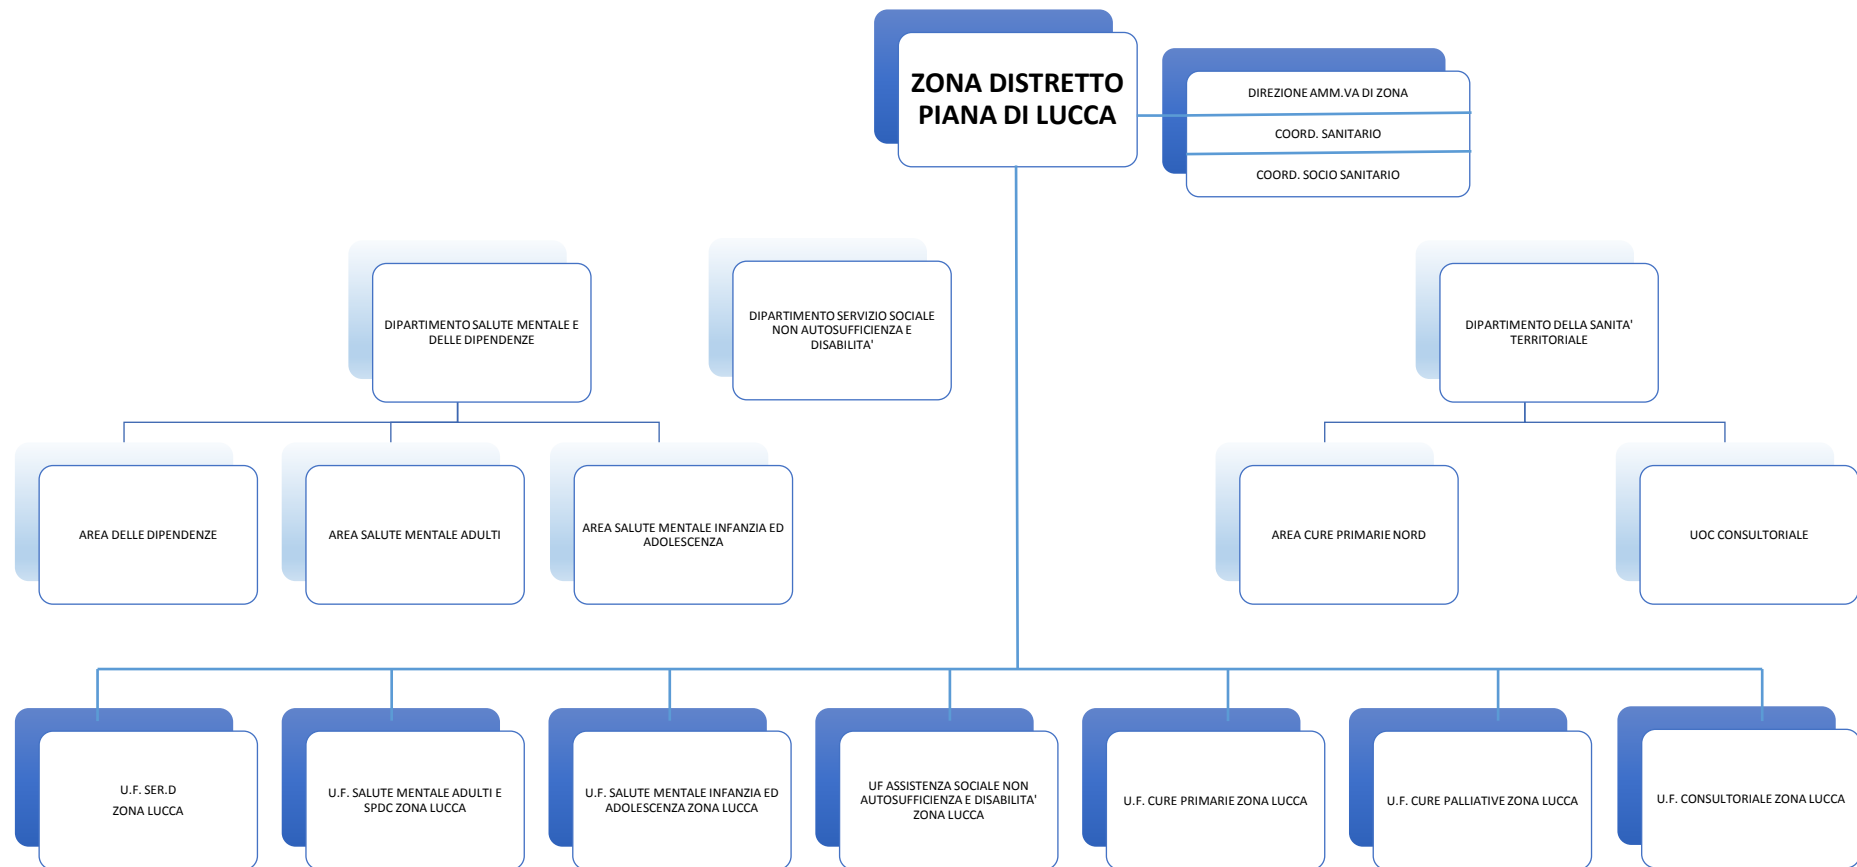 ZONA DISTRETTO
PIANA DI LUCCA
DIREZIONE AMM.VA DI ZONA
COORD. SANITARIO
COORD. SOCIO SANITARIO
DIPARTIMENTO SALUTE MENTALE E
DELLE DIPENDENZE
DIPARTIMENTO SERVIZIO SOCIALE
NON AUTOSUFFICIENZA E
DISABILITA'
DIPARTIMENTO DELLA SANITA'
TERRITORIALE
AREA DELLE DIPENDENZE
AREA SALUTE MENTALE ADULTI
AREA SALUTE MENTALE INFANZIA ED
ADOLESCENZA
AREA CURE PRIMARIE NORD
UOC CONSULTORIALE
U.F. SER.D
ZONA LUCCA
U.F. SALUTE MENTALE ADULTI E
SPDC ZONA LUCCA
U.F. SALUTE MENTALE INFANZIA ED
ADOLESCENZA ZONA LUCCA
UF ASSISTENZA SOCIALE NON
AUTOSUFFICIENZA E DISABILITA'
ZONA LUCCA
U.F. CURE PRIMARIE ZONA LUCCA
U.F. CURE PALLIATIVE ZONA LUCCA
U.F. CONSULTORIALE ZONA LUCCA